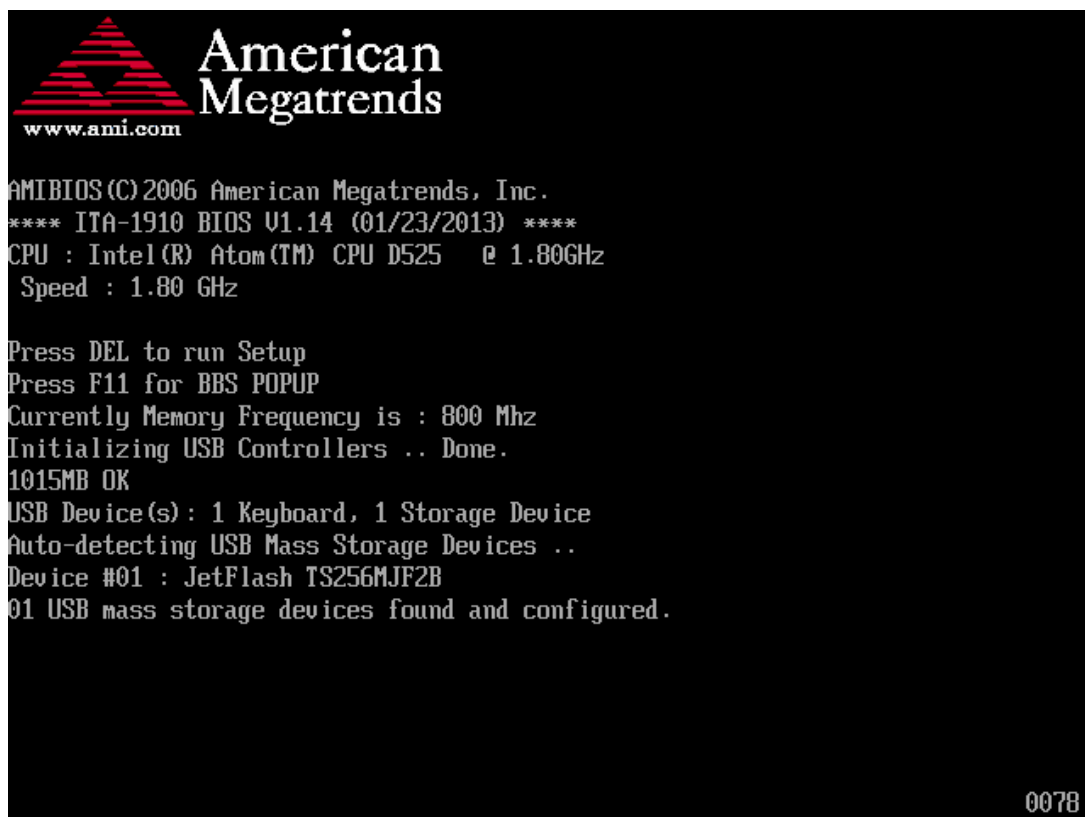 American
Megatrends
www.ami.com
AMIBIOS(C)2006 American Megatrends, Inc.
**** ITA-1910 BIOS V1.14 (01/23/2013) ****
CPU : Intel(R) Atom(TM) CPU D525   @ 1.80GHz
Speed : 1.80 GHz
Press DEL to run Setup
Press F11 for BBS POPUP
Currently Memory Frequency is : 800 Mhz
Initializing USB Controllers .. Done.
1015MB OK
USB Device(s): 1 Keyboard, 1 Storage Device
Auto-detecting USB Mass Storage Devices ..
Device #01 : JetFlash TS256MJF2B
01 USB mass storage devices found and configured.
0078